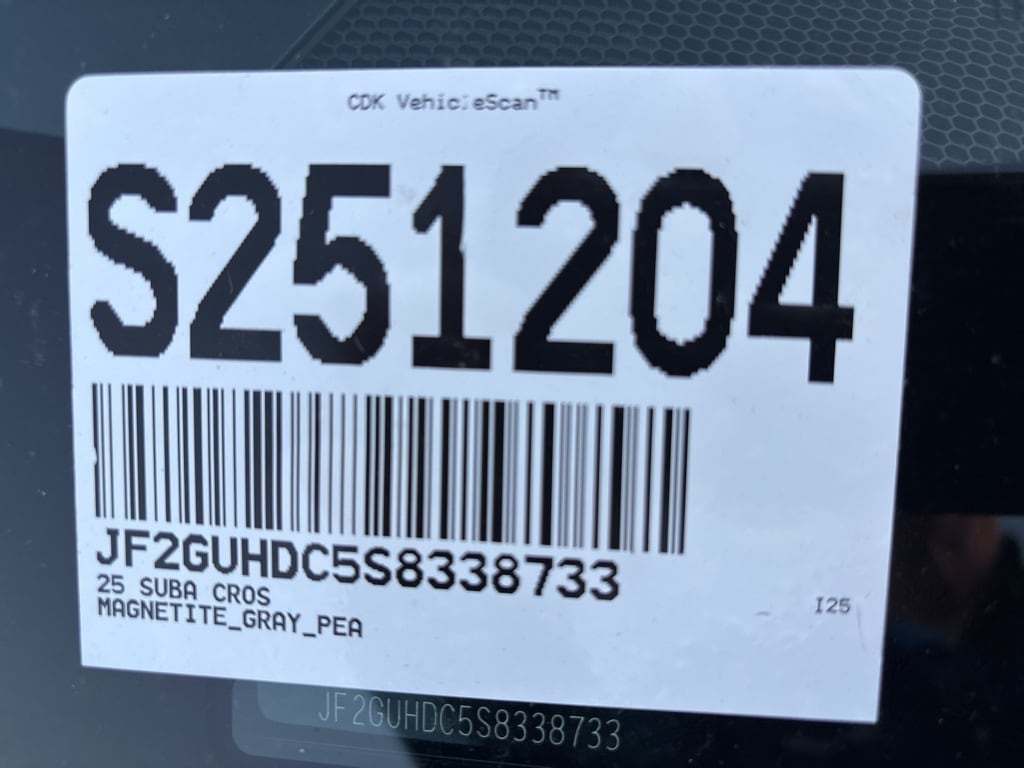 CDK VehicleScan™
S251204
JF2GUHDC5S8338733
25 SUBA CROS
MAGNETITE_GRAY_PEA
I25
JF2GUHDC5S8338733